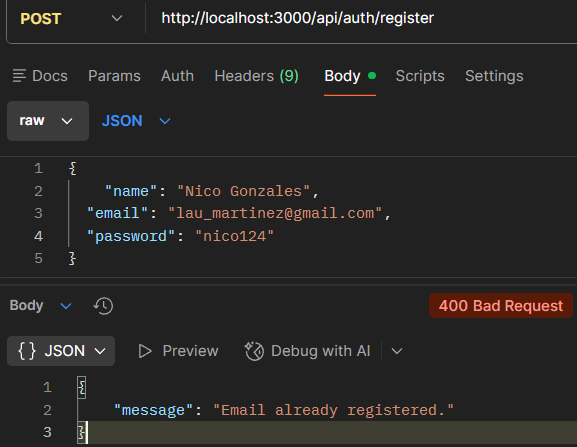 POST http://localhost:3000/api/auth/register
Docs Params Auth Headers (9) Body Scripts Settings
raw JSON
1 {
2 "name": "Nico Gonzales",
3 "email": "lau_martinez@gmail.com",
4 "password": "nico124"
5 }
Body 400 Bad Request
{} JSON Preview Debug with AI
1 {
2 "message": "Email already registered."
3 }